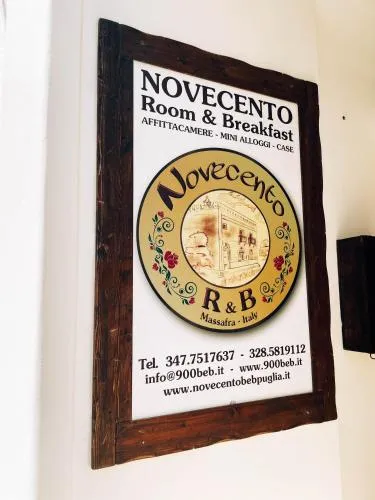 NOVECENTO
Room & Breakfast
AFFITTACAMERE - MINI ALLOGGI - CASE
Novecento
R & B
Massafra - Italy
Tel. 347.7517637 - 328.5819112
info@900beb.it - www.900beb.it
www.novecentobebpuglia.it